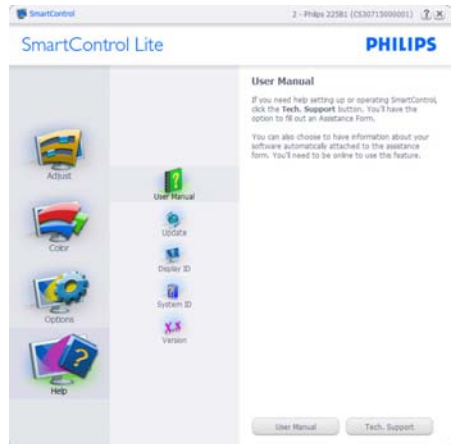 SmartControl
2 - Philips 225B1 (CS30715000001)
SmartControl Lite
PHILIPS
Adjust
Color
Options
Help
User Manual
Update
Display ID
System ID
Version
User Manual
If you need help setting up or operating SmartControl,
click the Tech. Support button. You'll have the
option to fill out an Assistance Form.
You can also choose to have information about your
software automatically attached to the assistance
form. You'll need to be online to use this feature.
User Manual
Tech. Support